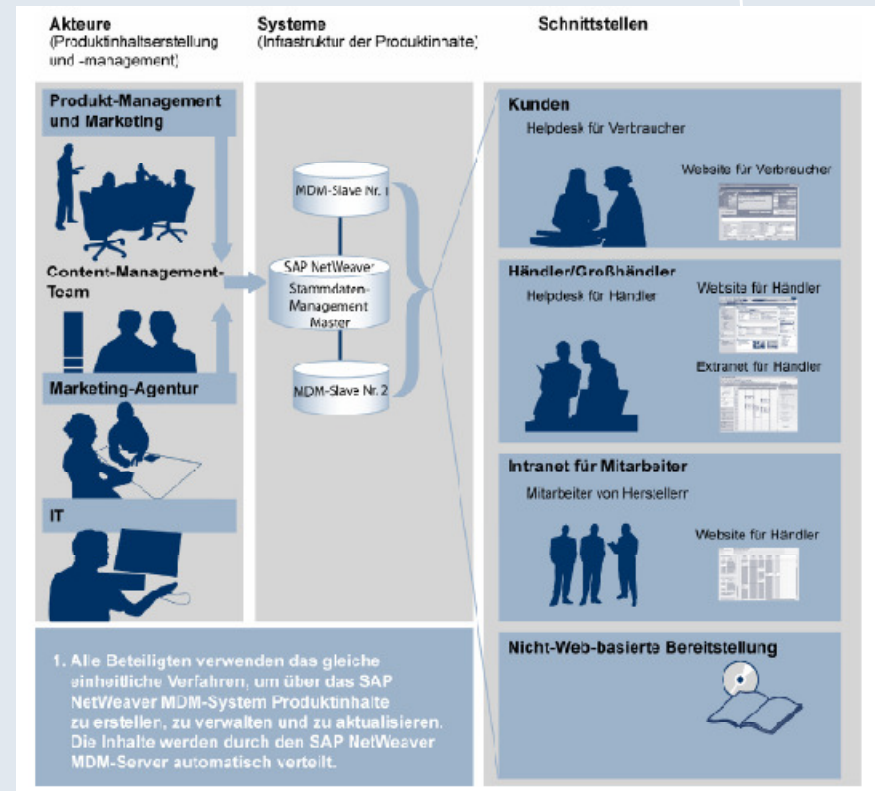 Akteure
(Produktinhaltserstellung
und -management)
Systeme
(Infrastruktur der Produktinhalte)
Schnittstellen
Produkt-Management
und Marketing
Content-Management-
Team
Marketing-Agentur
IT
MDM-Slave Nr. 1
SAP NetWeaver
Stammdaten-
Management
Master
MDM-Slave Nr. 2
Kunden
Helpdesk für Verbraucher
Website für Verbraucher
Händler/Großhändler
Helpdesk für Händler
Website für Händler
Extranet für Händler
Intranet für Mitarbeiter
Mitarbeiter von Herstellern
Website für Händler
Nicht-Web-basierte Bereitstellung
1. Alle Beteiligten verwenden das gleiche
einheitliche Verfahren, um über das SAP
NetWeaver MDM-System Produktinhalte
zu erstellen, zu verwalten und zu aktualisieren.
Die Inhalte werden durch den SAP NetWeaver
MDM-Server automatisch verteilt.